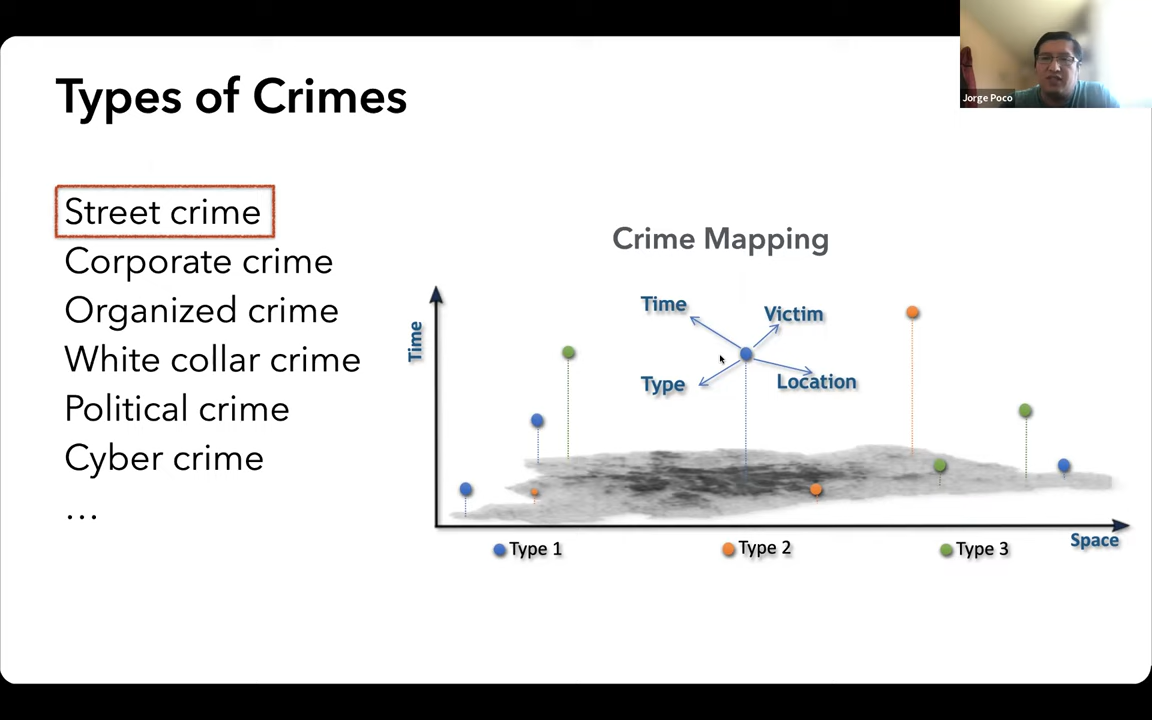 Types of Crimes
Jorge Poco
Street crime
Corporate crime
Organized crime
White collar crime
Political crime
Cyber crime
...
Crime Mapping
Time
Time
Victim
Type
Location
Space
Type 1
Type 2
Type 3